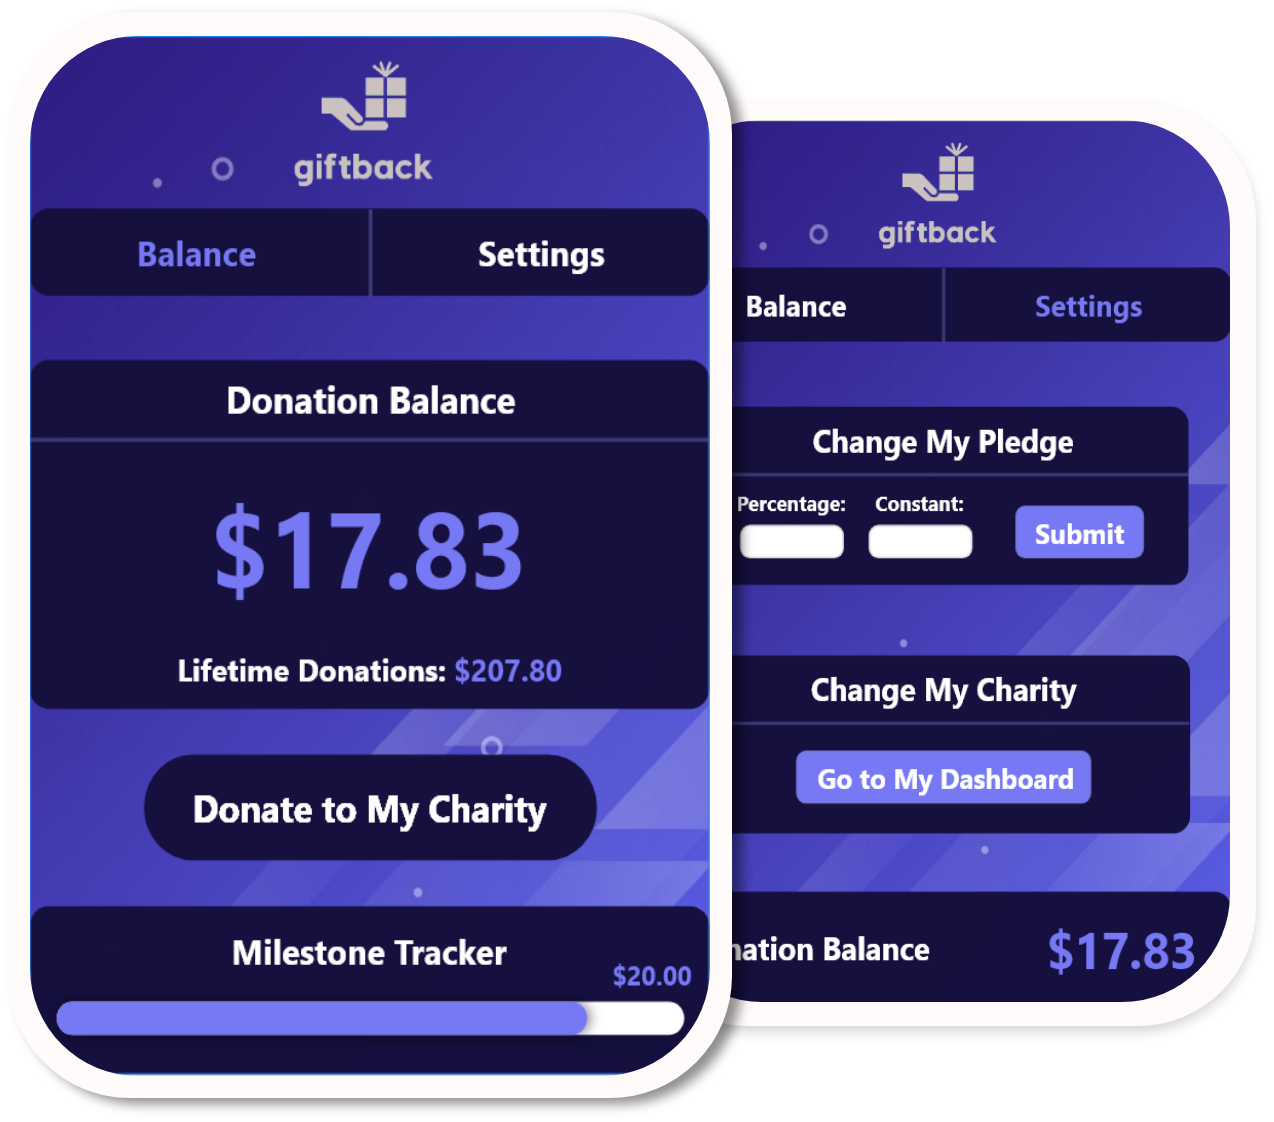 giftback
Balance Settings
Donation Balance
$17.83
Lifetime Donations: $207.80
Donate to My Charity
Milestone Tracker
$20.00
giftback
Balance Settings
Change My Pledge
Percentage: Constant:
Submit
Change My Charity
Go to My Dashboard
Balance $17.83